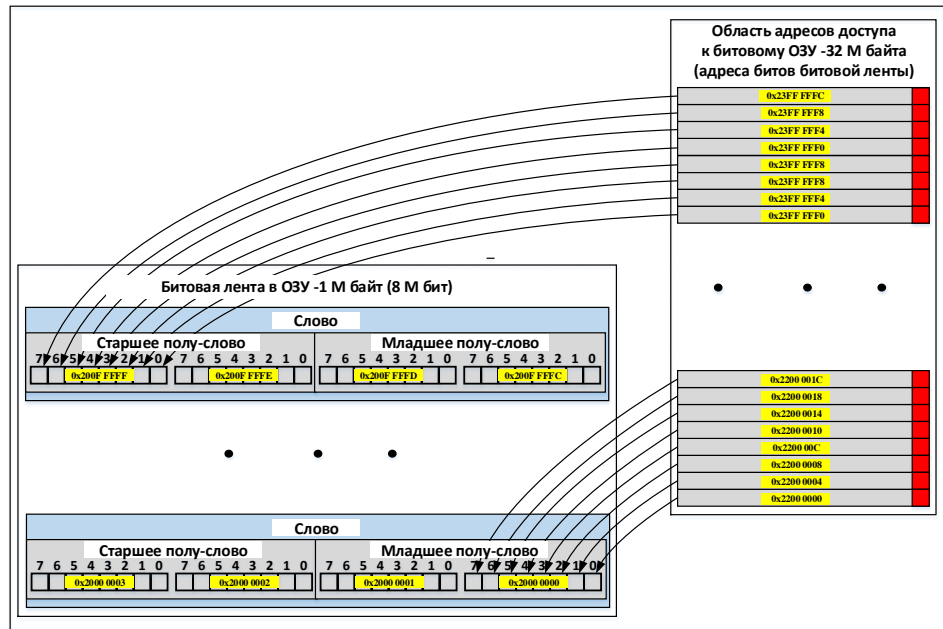 Область адресов доступа
к битовому ОЗУ -32 М байта
(адреса битов битовой ленты)
0x23FF FFFC
0x23FF FFF8
0x23FF FFF4
0x23FF FFF0
0x23FF FFF8
0x23FF FFF8
0x23FF FFF4
0x23FF FFF0
Битовая лента в ОЗУ -1 М байт (8 М бит)
Слово
Старшее полу-слово Младшее полу-слово
7 6 5 4 3 2 1 0 7 6 5 4 3 2 1 0 7 6 5 4 3 2 1 0 7 6 5 4 3 2 1 0
0x200F FFFF 0x200F FFFE 0x200F FFFD 0x200F FFFC
0x2200 001C
0x2200 0018
0x2200 0014
0x2200 0010
0x2200 00C
0x2200 0008
0x2200 0004
0x2200 0000
Слово
Старшее полу-слово Младшее полу-слово
7 6 5 4 3 2 1 0 7 6 5 4 3 2 1 0 7 6 5 4 3 2 1 0 7 6 5 4 3 2 1 0
0x2000 0003 0x2000 0002 0x2000 0001 0x2000 0000